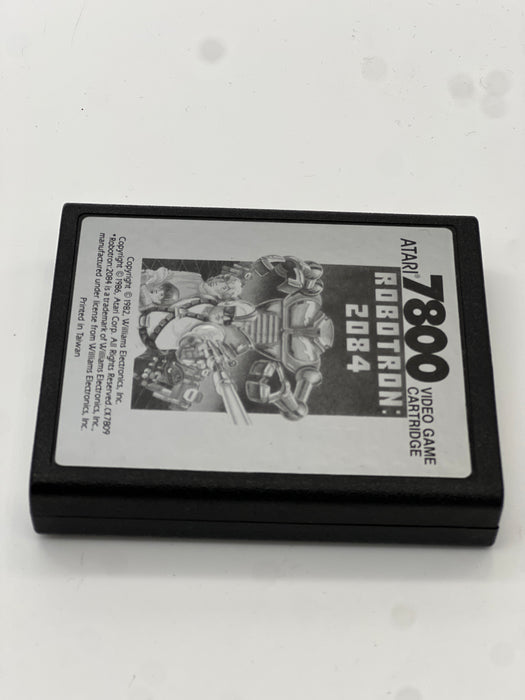 ATARI® 7800 VIDEO GAME
CARTRIDGE
ROBOTRON:
2084
Copyright © 1982, Williams Electronics, Inc.
Copyright © 1986, Atari Corp. All Rights Reserved. CX7809
*Robotron:2084 is a trademark of Williams Electronics, Inc.,
manufactured under license from Williams Electronics, Inc.
Printed in Taiwan